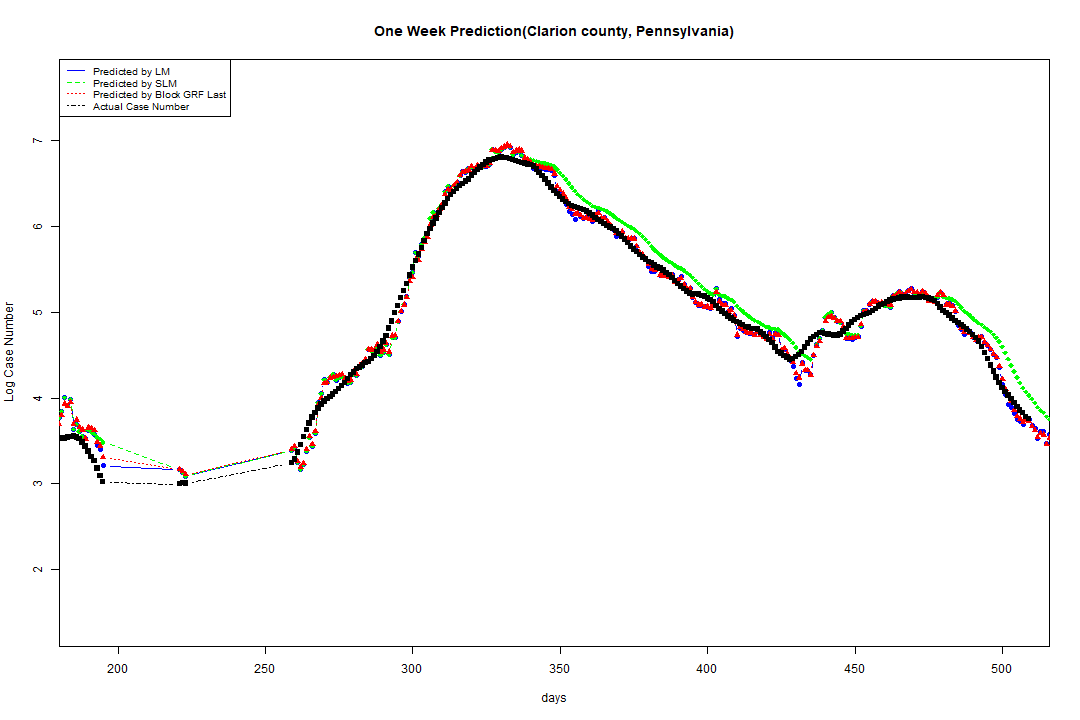 One Week Prediction(Clarion county, Pennsylvania)
Predicted by LM
Predicted by SLM
Predicted by Block GRF Last
Actual Case Number
7
6
5
4
3
2
Log Case Number
200 250 300 350 400 450 500
days